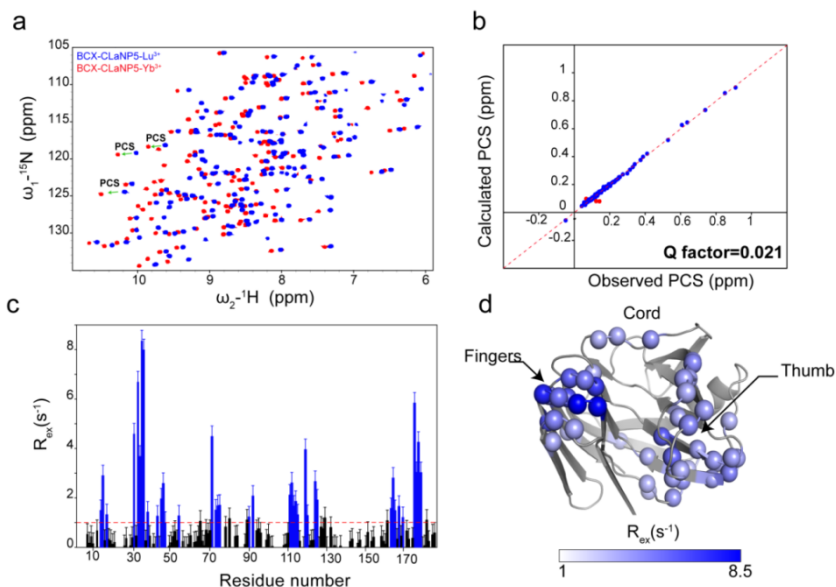 a
BCX-CLaNP5-Lu³⁺
BCX-CLaNP5-Yb³⁺
PCS
PCS
PCS
105
110
115
120
125
130
ω₁-¹⁵N (ppm)
10 9 8 7 6
ω₂-¹H (ppm)
b
Calculated PCS (ppm)
1
0.8
0.6
0.4
0.2
0
-0.2
-0.2 0 0.2 0.4 0.6 0.8 1
Q factor=0.021
Observed PCS (ppm)
c
Rex(s⁻¹)
8
6
4
2
0
10 30 50 70 90 110 130 150 170
Residue number
d
Cord
Fingers
Thumb
Rex(s⁻¹)
1 8.5